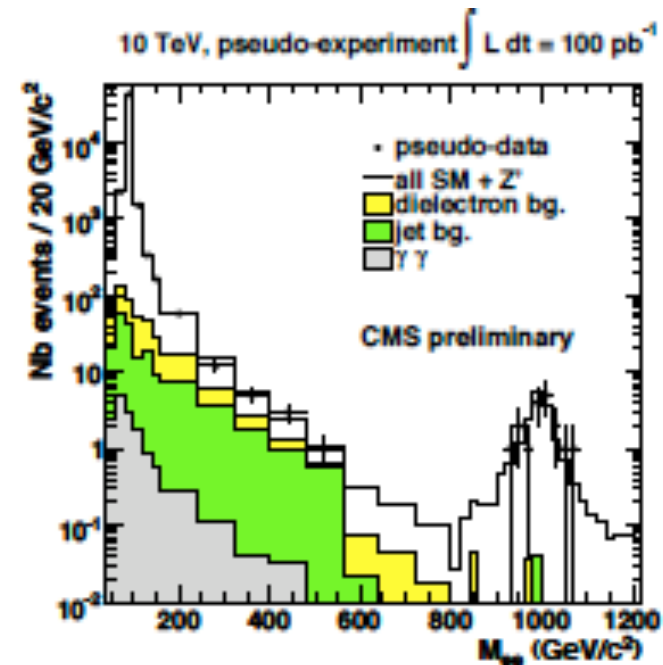 10 TeV, pseudo-experiment ∫ L dt = 100 pb⁻¹
Nb events / 20 GeV/c²
10⁴
10³
10²
10
1
10⁻¹
10⁻²
pseudo-data
all SM + Z'
dielectron bg.
jet bg.
γ γ
CMS preliminary
200 400 600 800 1000 1200
M_ee (GeV/c²)